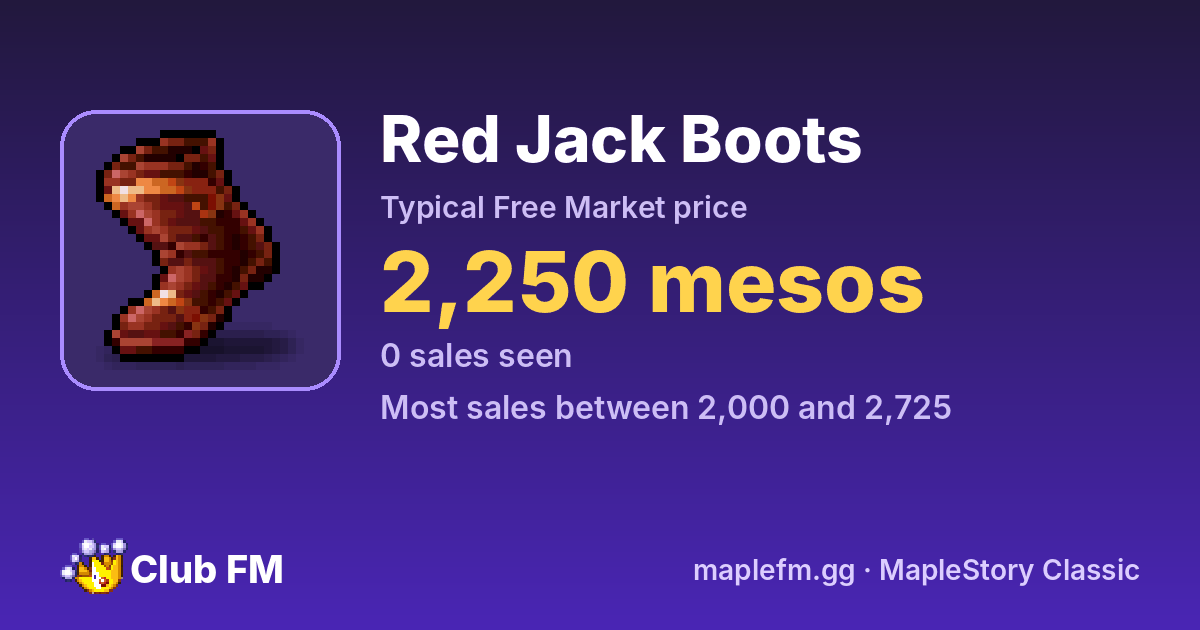 Red Jack Boots
Typical Free Market price
2,250 mesos
0 sales seen
Most sales between 2,000 and 2,725
Club FM
maplefm.gg · MapleStory Classic